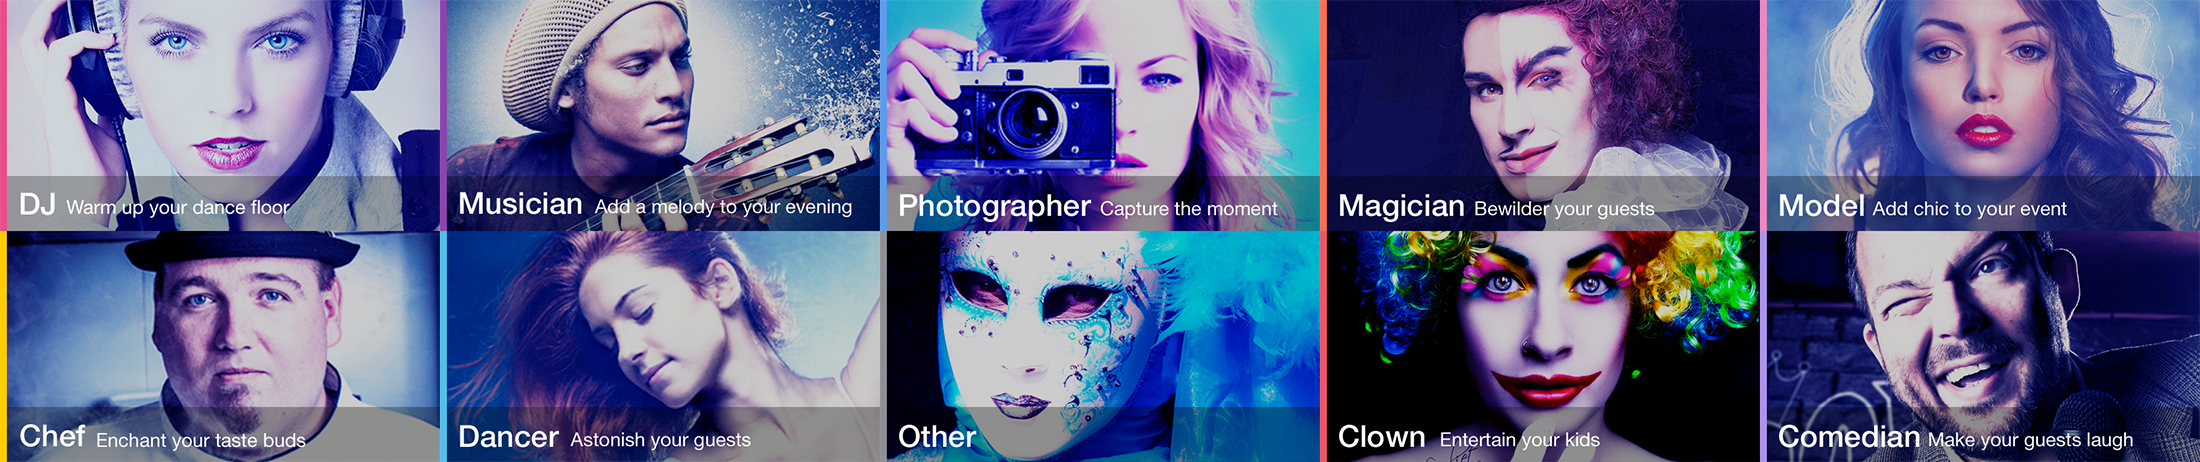 DJ Warm up your dance floor
Musician Add a melody to your evening
Photographer Capture the moment
Magician Bewilder your guests
Model Add chic to your event
Chef Enchant your taste buds
Dancer Astonish your guests
Other
Clown Entertain your kids
Comedian Make your guests laugh